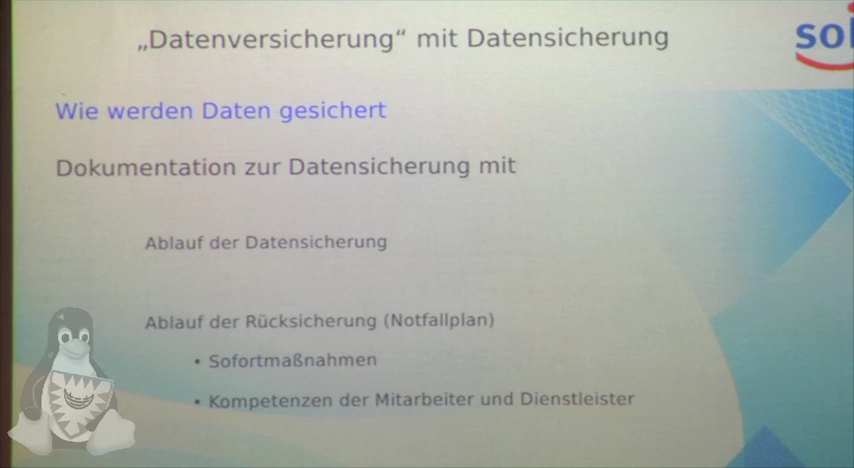 „Datenversicherung“ mit Datensicherung
Wie werden Daten gesichert
Dokumentation zur Datensicherung mit
Ablauf der Datensicherung
Ablauf der Rücksicherung (Notfallplan)
• Sofortmaßnahmen
• Kompetenzen der Mitarbeiter und Dienstleister